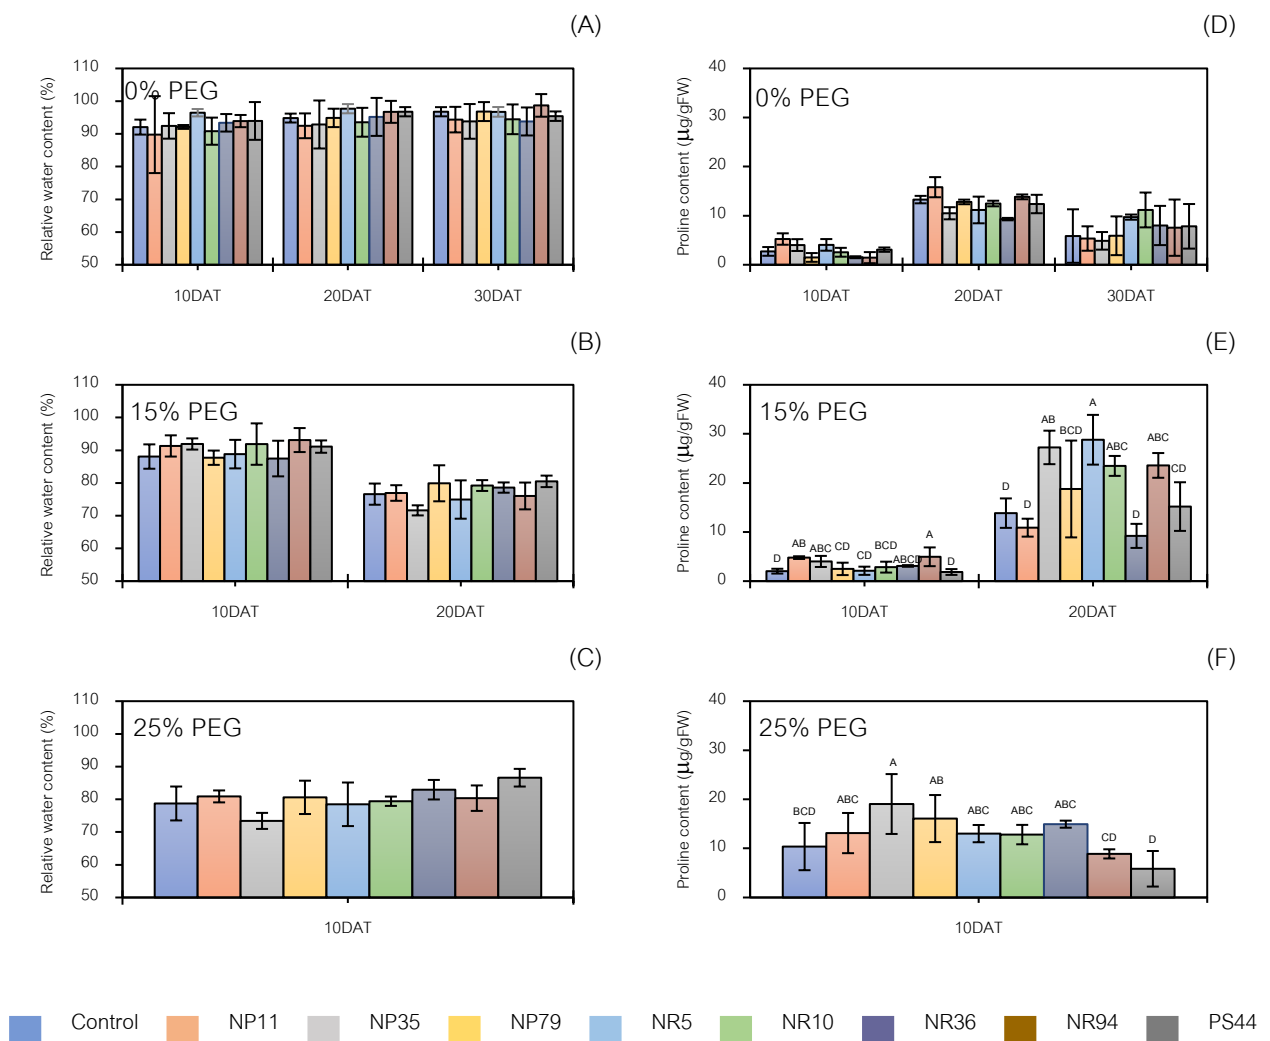 (A)
Relative water content (%)
110
100
90
80
70
60
50
0% PEG
10DAT 20DAT 30DAT
(D)
Proline content (µg/gFW)
40
30
20
10
0
0% PEG
10DAT 20DAT 30DAT
(B)
Relative water content (%)
110
100
90
80
70
60
50
15% PEG
10DAT 20DAT
(E)
Proline content (µg/gFW)
40
30
20
10
0
15% PEG
D AB ABC CD CD BCD ABCD A D
D D AB BCD A ABC D ABC CD
10DAT 20DAT
(C)
Relative water content (%)
110
100
90
80
70
60
50
25% PEG
10DAT
(F)
Proline content (µg/gFW)
40
30
20
10
0
25% PEG
BCD ABC A AB ABC ABC ABC CD D
10DAT
Control NP11 NP35 NP79 NR5 NR10 NR36 NR94 PS44